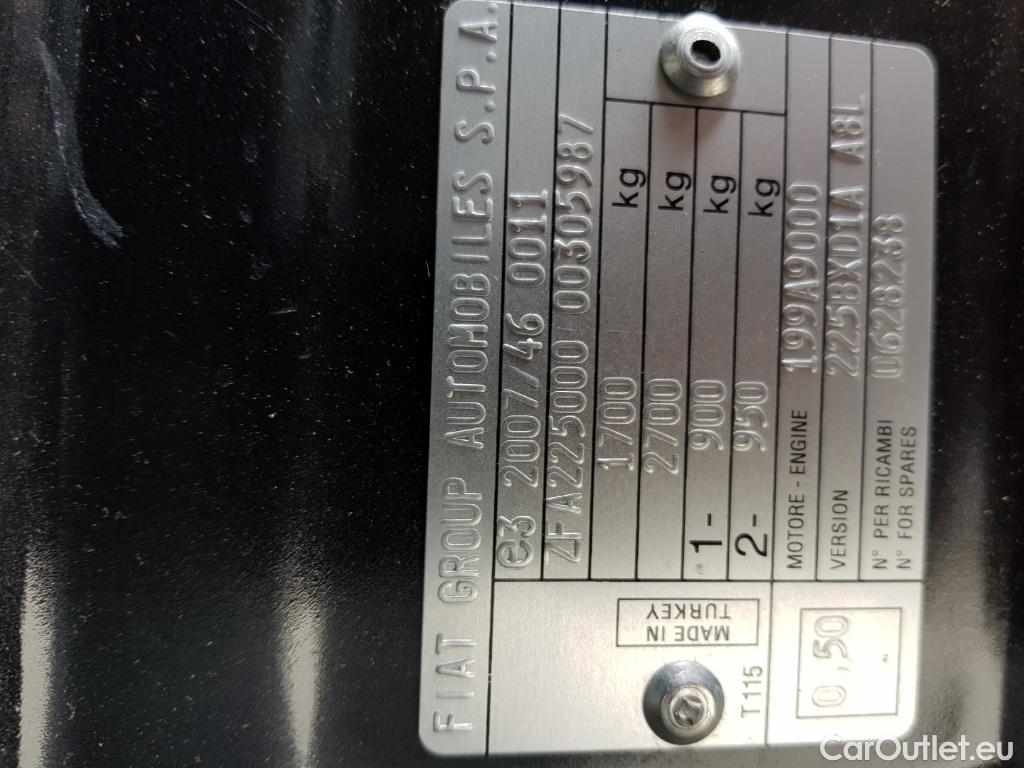 FIAT GROUP AUTOMOBILES S.P.A.
e3 2007/46 0011
ZFA22500000305987
1700 kg
2700 kg
1- 900 kg
2- 950 kg
MADE IN
TURKEY
T115
MOTORE - ENGINE 199A9000
VERSION 225BXD1A A8L
N° PER RICAMBI
N° FOR SPARES
06282238
0,50
CarOutlet.eu